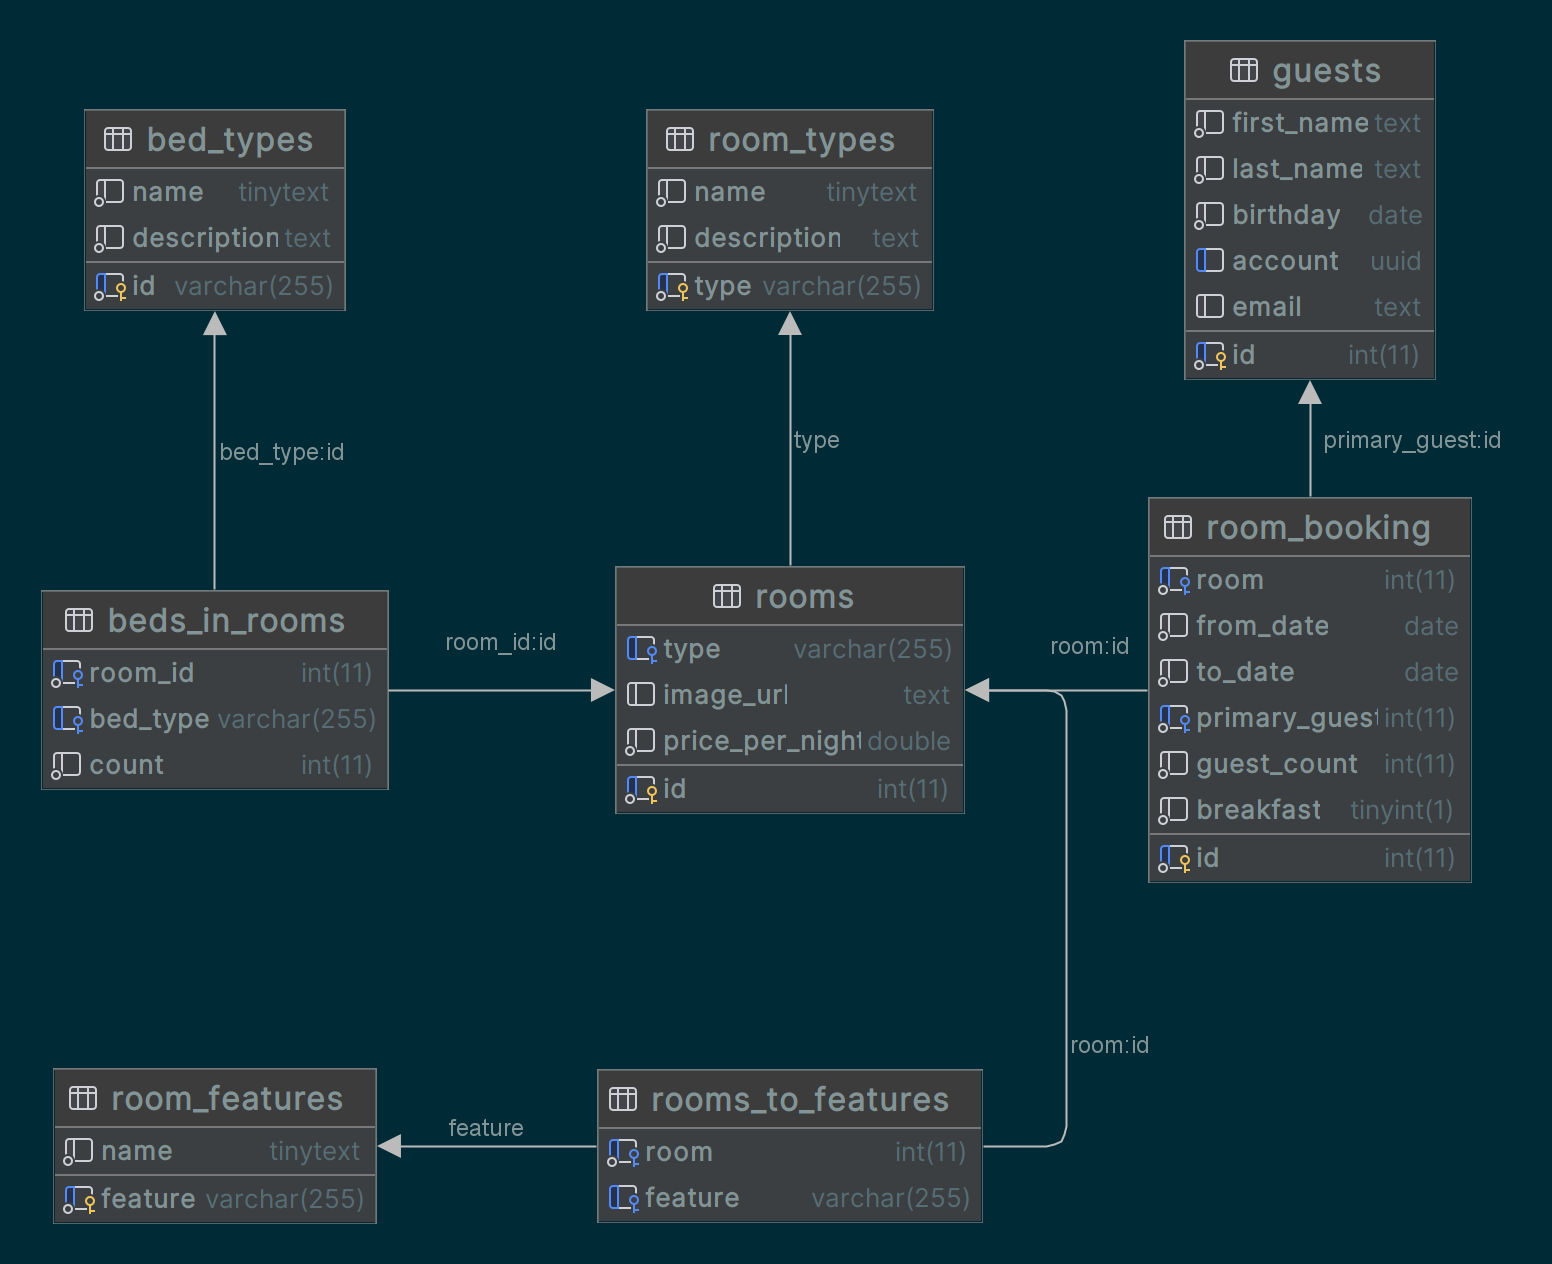 guests
first_name text
last_name text
birthday date
account uuid
email text
id int(11)
bed_types
name tinytext
description text
id varchar(255)
room_types
name tinytext
description text
type varchar(255)
bed_type:id
type
primary_guest:id
room_booking
room int(11)
from_date date
to_date date
primary_guest int(11)
guest_count int(11)
breakfast tinyint(1)
id int(11)
beds_in_rooms
room_id int(11)
bed_type varchar(255)
count int(11)
room_id:id
rooms
type varchar(255)
image_url text
price_per_night double
id int(11)
room:id
room:id
room_features
name tinytext
feature varchar(255)
feature
rooms_to_features
room int(11)
feature varchar(255)